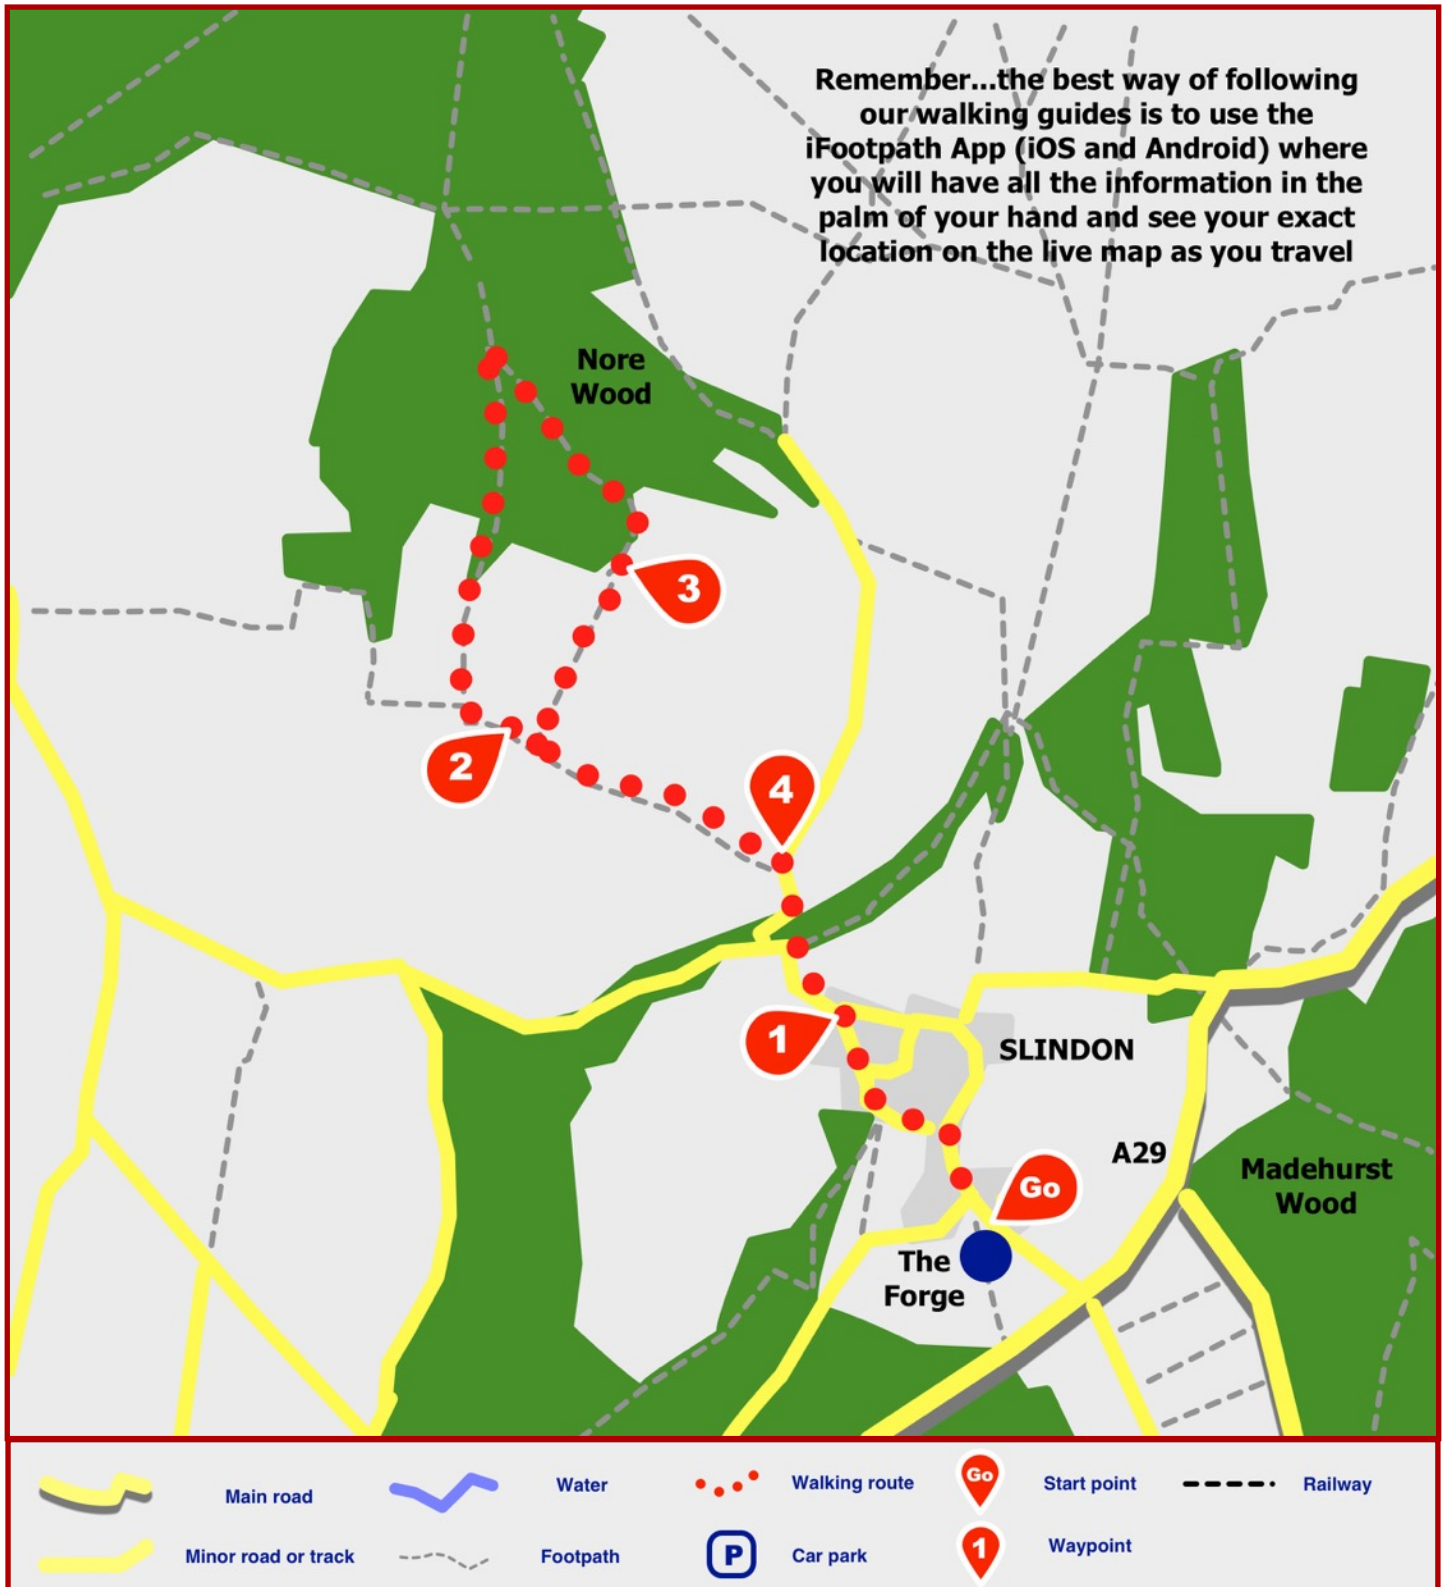 Remember...the best way of following
our walking guides is to use the
iFootpath App (iOS and Android) where
you will have all the information in the
palm of your hand and see your exact
location on the live map as you travel
Nore
Wood
3
2
4
1
SLINDON
A29
Madehurst
Wood
Go
The
Forge
Main road
Water
Walking route
Go
Start point
Railway
Minor road or track
Footpath
P
Car park
1
Waypoint